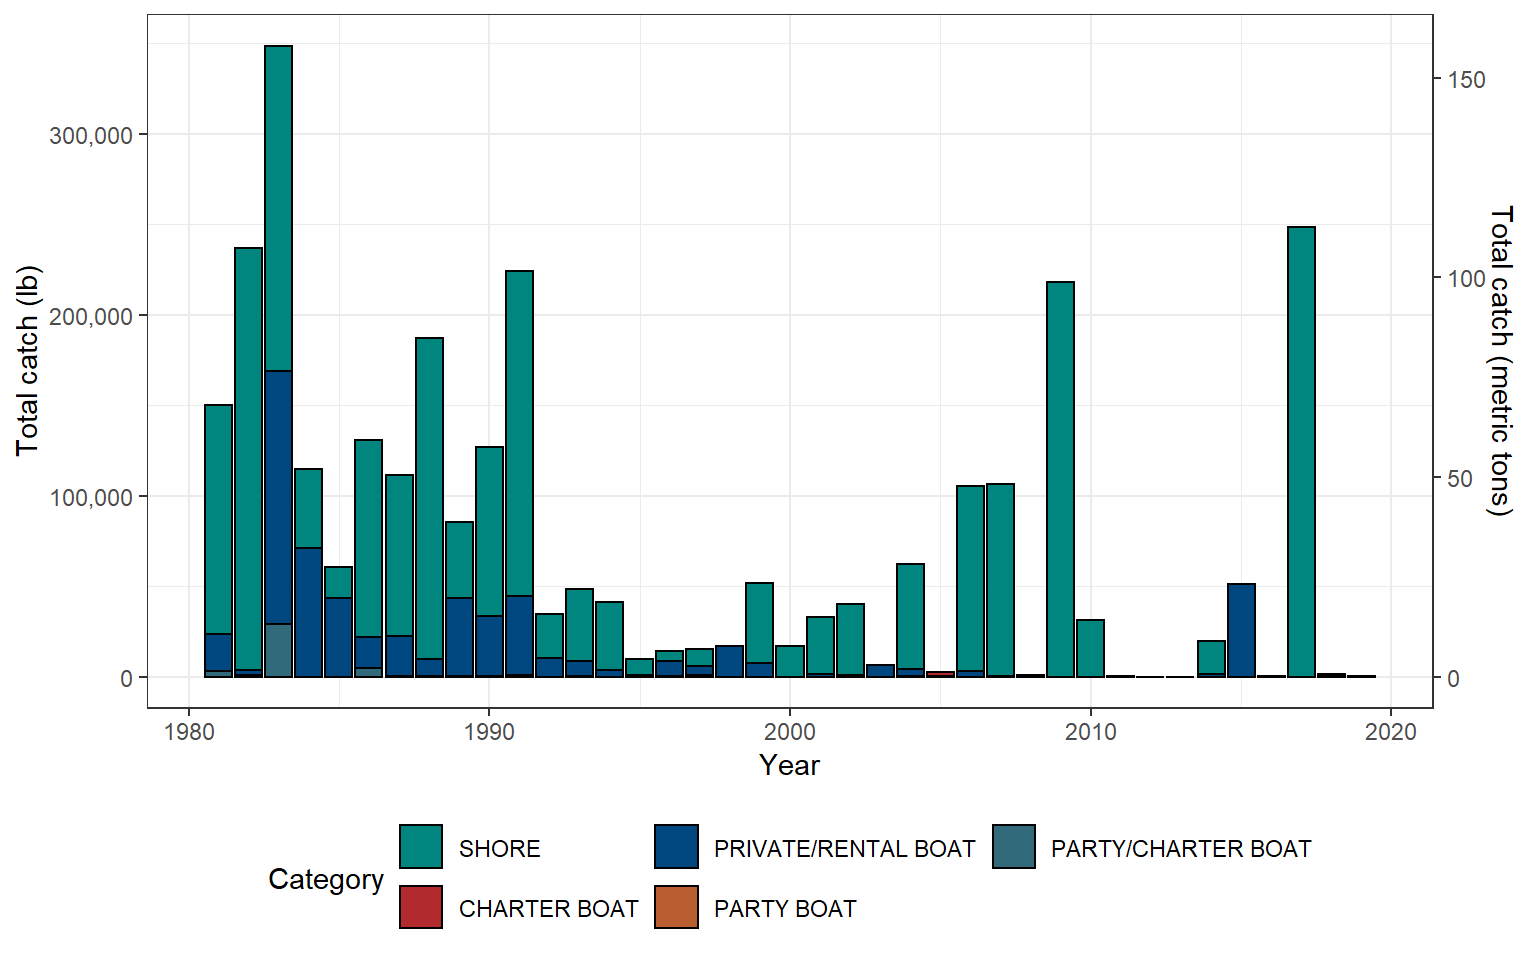 Total catch (lb)
300,000
200,000
100,000
0
150
100
50
0
Total catch (metric tons)
1980 1990 2000 2010 2020
Year
Category
SHORE PRIVATE/RENTAL BOAT PARTY/CHARTER BOAT
CHARTER BOAT PARTY BOAT